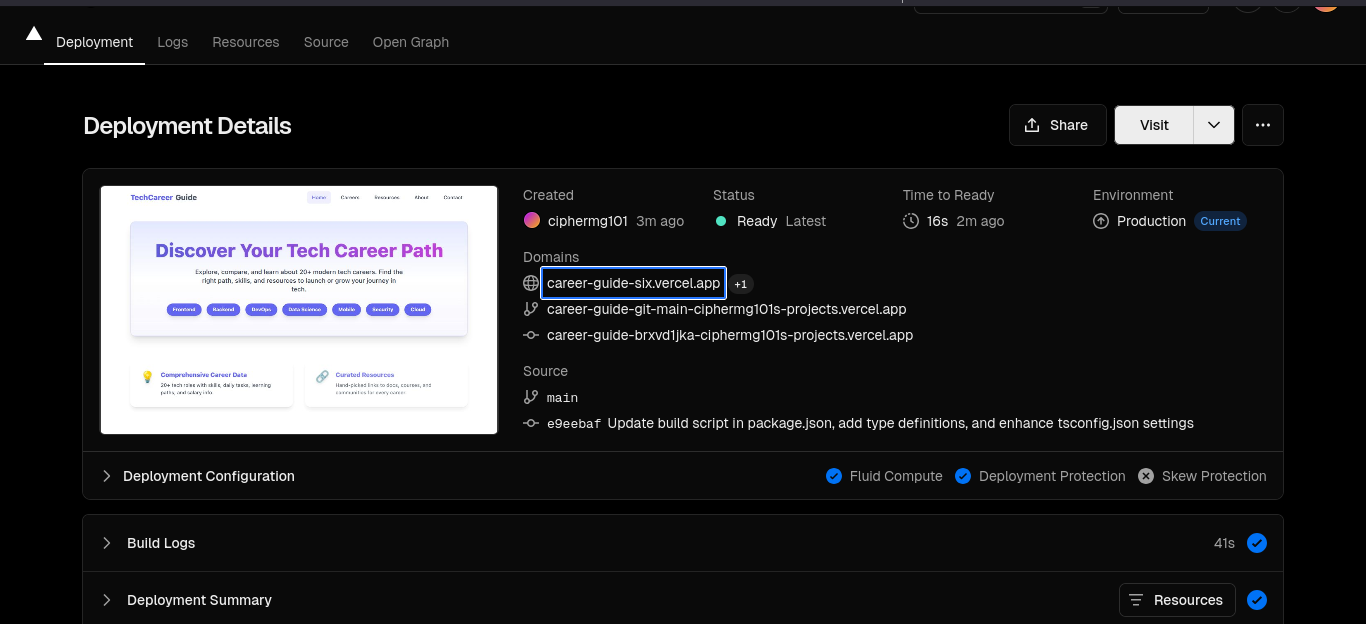 Deployment Logs Resources Source Open Graph
Deployment Details
Share Visit
TechCareer Guide Home Careers Resources About Contact
Discover Your Tech Career Path
Explore, compare, and learn about 20+ modern tech careers. Find the
right path, skills, and resources to launch or grow your journey in
tech.
Frontend Backend DevOps Data Science Mobile Security Cloud
Comprehensive Career Data
20+ tech roles with skills, daily tasks, learning
paths, and salary info.
Curated Resources
Hand-picked links to docs, courses, and
communities for every career.
Created Status Time to Ready Environment
ciphermg101 3m ago Ready Latest 16s 2m ago Production Current
Domains
career-guide-six.vercel.app +1
career-guide-git-main-ciphermg101s-projects.vercel.app
career-guide-brxvd1jka-ciphermg101s-projects.vercel.app
Source
main
e9eebaf Update build script in package.json, add type definitions, and enhance tsconfig.json settings
Deployment Configuration Fluid Compute Deployment Protection Skew Protection
Build Logs 41s
Deployment Summary Resources